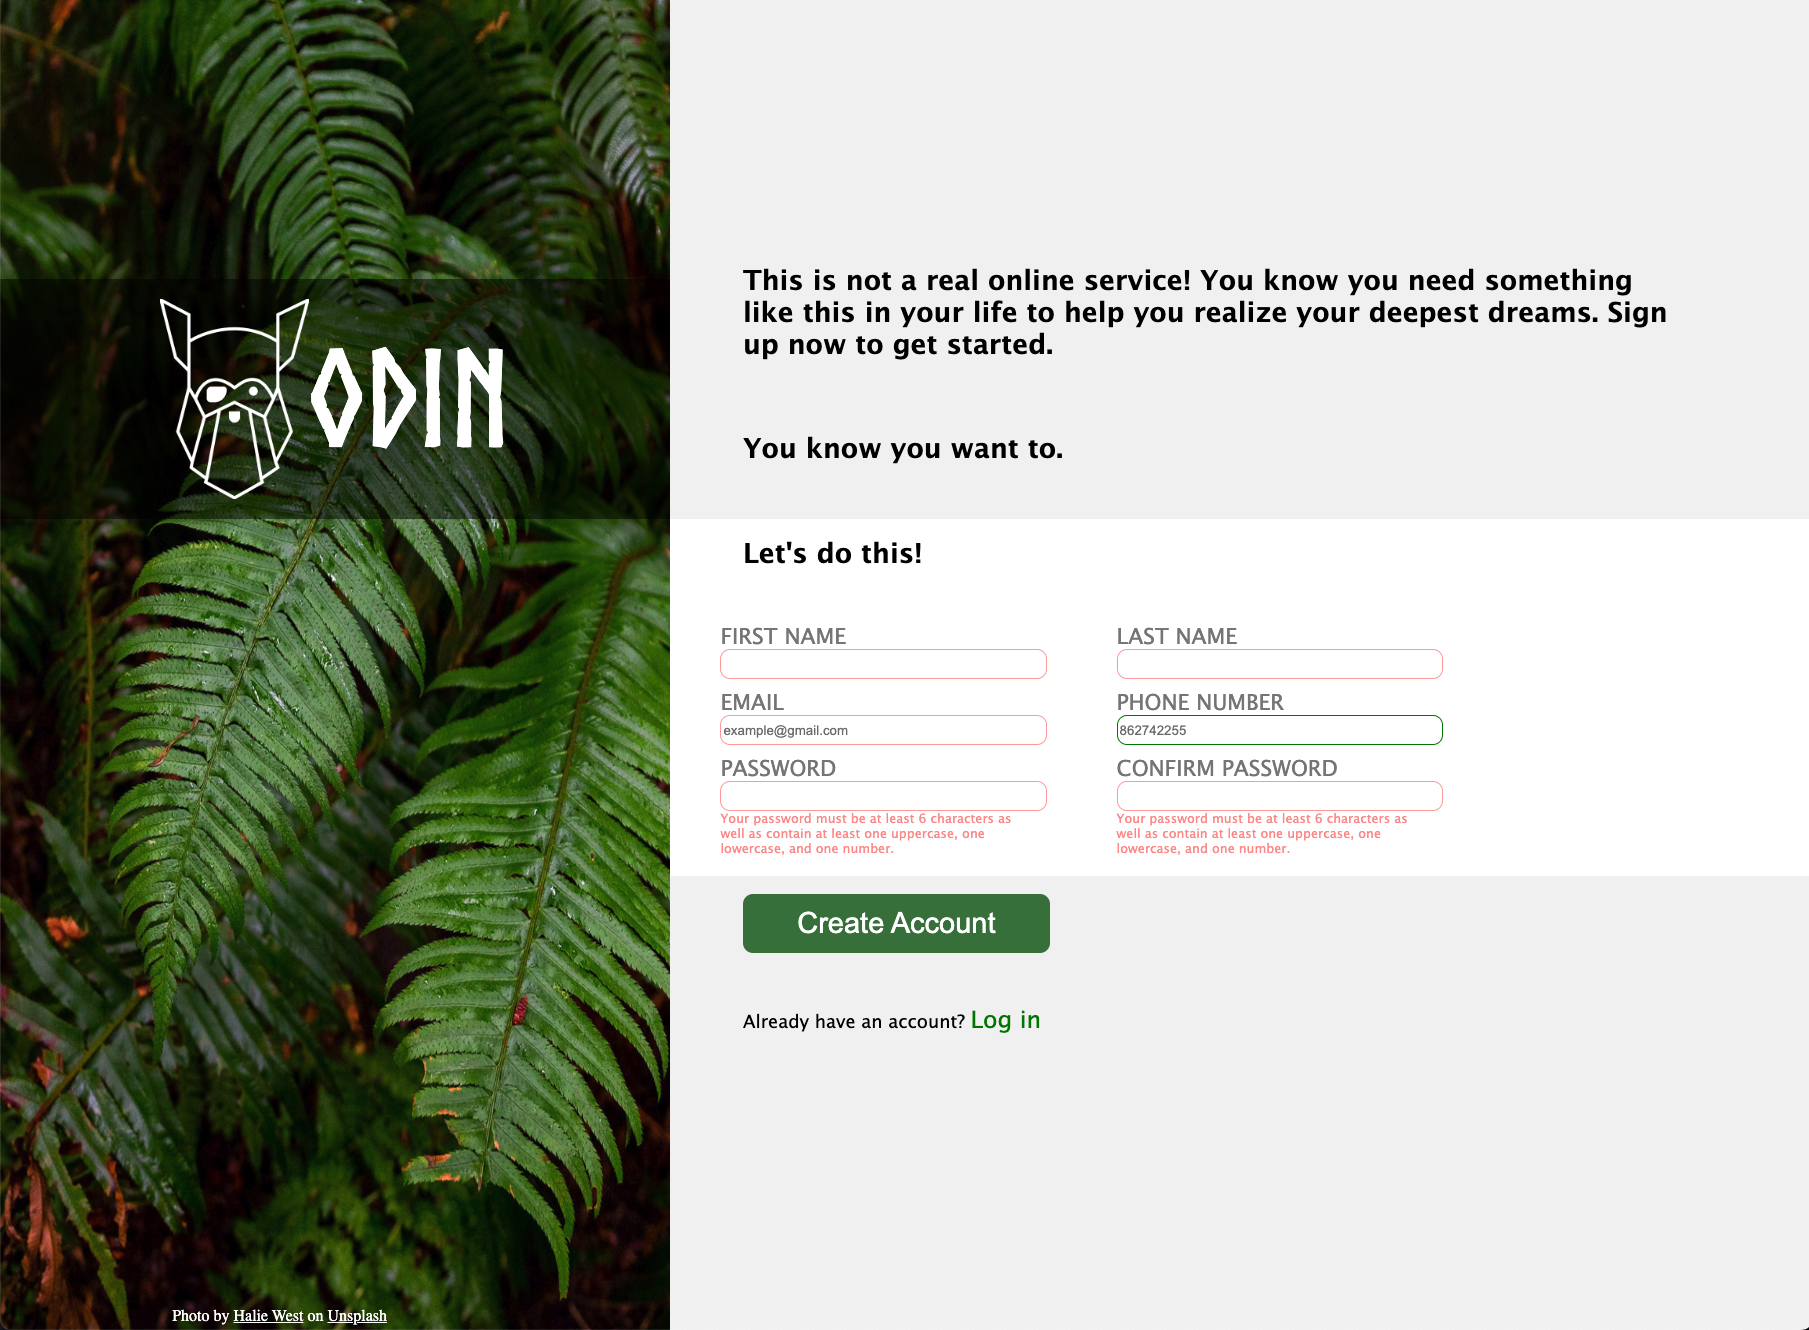 ODIN
This is not a real online service! You know you need something
like this in your life to help you realize your deepest dreams. Sign
up now to get started.
You know you want to.
Let's do this!
FIRST NAME
LAST NAME
EMAIL
PHONE NUMBER
example@gmail.com
862742255
PASSWORD
CONFIRM PASSWORD
Your password must be at least 6 characters as
well as contain at least one uppercase, one
lowercase, and one number.
Your password must be at least 6 characters as
well as contain at least one uppercase, one
lowercase, and one number.
Create Account
Already have an account? Log in
Photo by Halie West on Unsplash